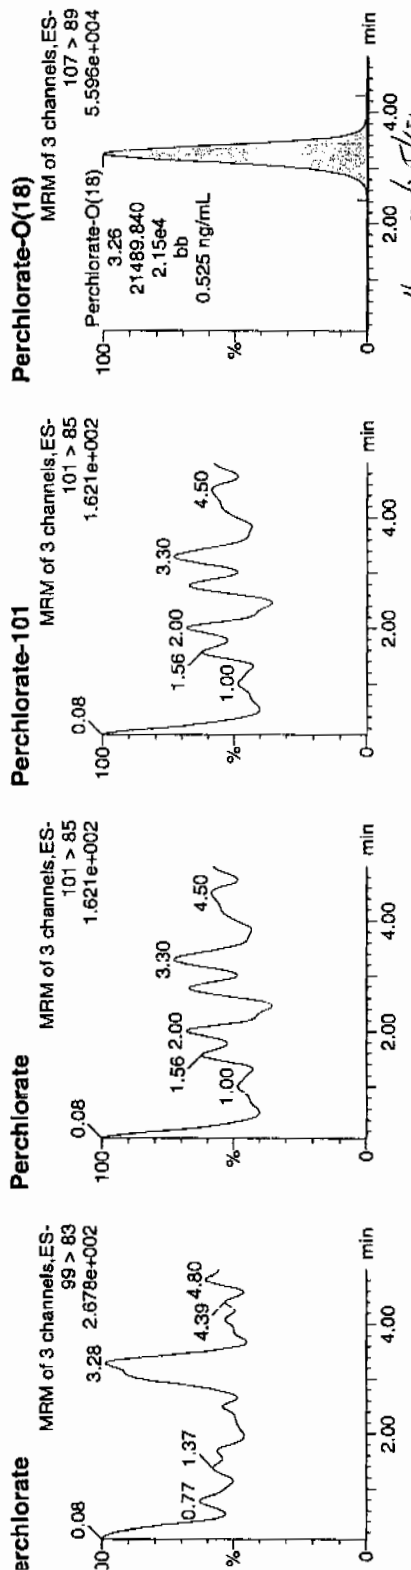 erchlorate
MRM of 3 channels,ES-
99 > 83
2.678e+002
0.08
3.28
0.77
1.37
4.39
4.80
00
%
0
2.00
4.00
min
Perchlorate
MRM of 3 channels,ES-
101 > 85
1.621e+002
0.08
1.00
1.56
2.00
3.30
4.50
100
%
0
2.00
4.00
min
Perchlorate-101
MRM of 3 channels,ES-
101 > 85
1.621e+002
0.08
1.00
1.56
2.00
3.30
4.50
100
%
0
2.00
4.00
min
Perchlorate-O(18)
MRM of 3 channels,ES-
107 > 89
5.596e+004
Perchlorate-O(18)
3.26
21489.840
2.15e4
bb
0.525 ng/mL
100
%
0
2.00
4.00
min